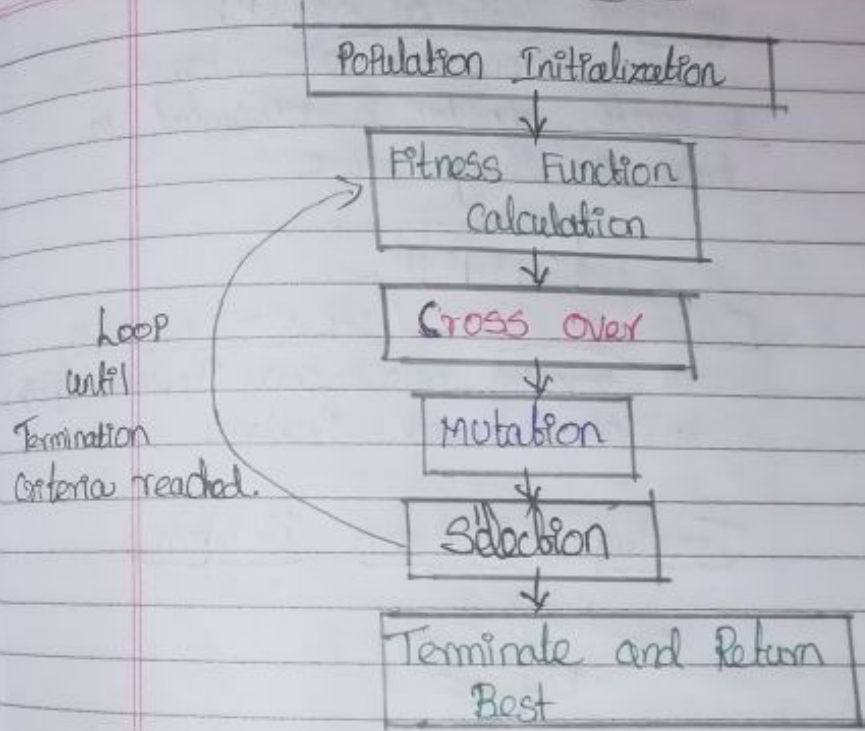 Population Initialization
Fitness Function
Calculation
Cross Over
Mutation
Selection
Terminate and Return
Best
Loop
until
Termination
Criteria reached.